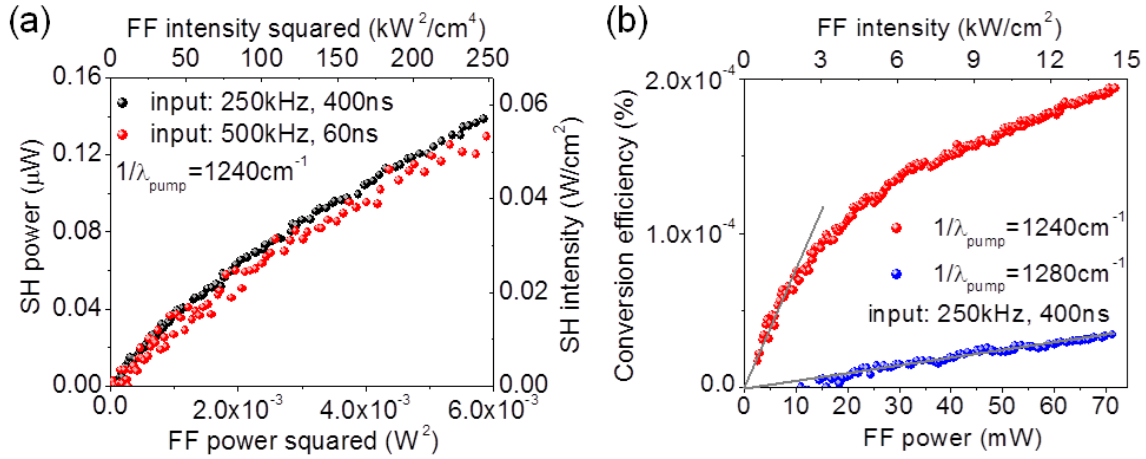 (a)
FF intensity squared (kW²/cm⁴)
0 50 100 150 200 250
SH power (μW)
0.16
0.12
0.08
0.04
0.00
input: 250kHz, 400ns
input: 500kHz, 60ns
1/λpump=1240cm⁻¹
0.06
0.04
0.02
0.00
SH intensity (W/cm²)
0.0 2.0x10⁻³ 4.0x10⁻³ 6.0x10⁻³
FF power squared (W²)
(b)
FF intensity (kW/cm²)
0 3 6 9 12 15
Conversion efficiency (%)
2.0x10⁻⁴
1.0x10⁻⁴
0.0
1/λpump=1240cm⁻¹
1/λpump=1280cm⁻¹
input: 250kHz, 400ns
0 10 20 30 40 50 60 70
FF power (mW)